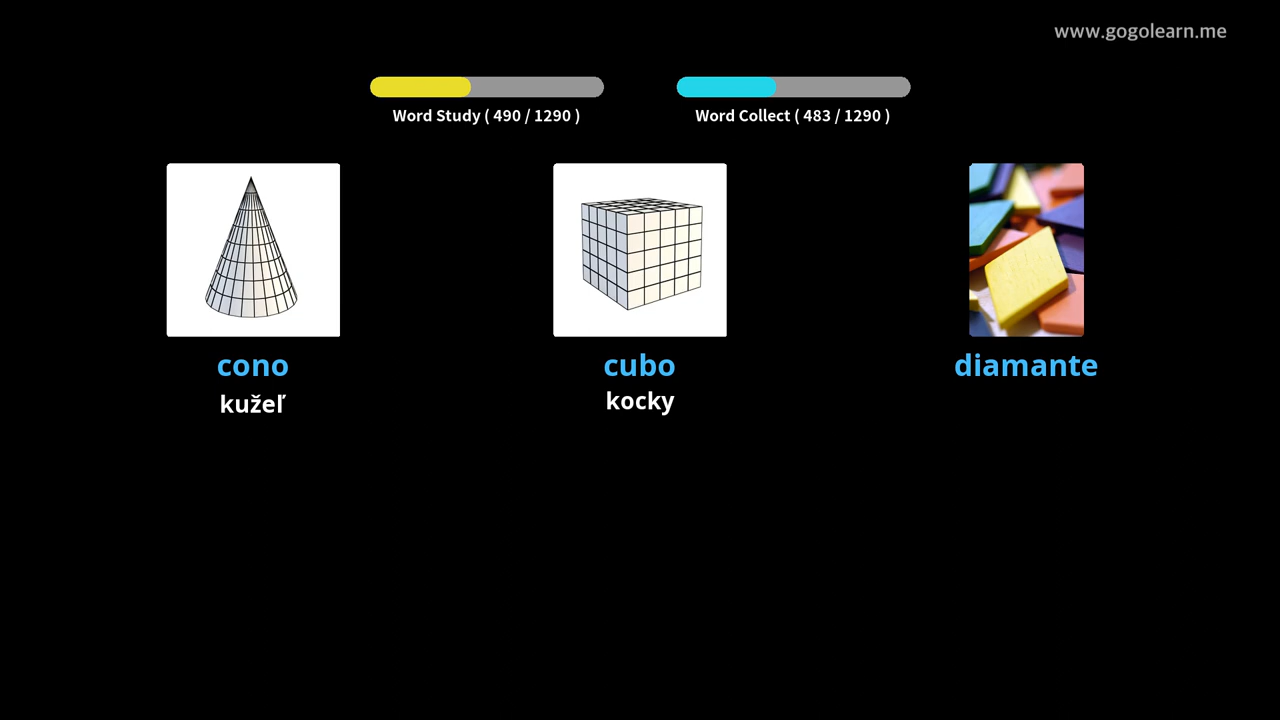 www.gogolearn.me
Word Study ( 490 / 1290 )
Word Collect ( 483 / 1290 )
cono
kužeľ
cubo
kocky
diamante